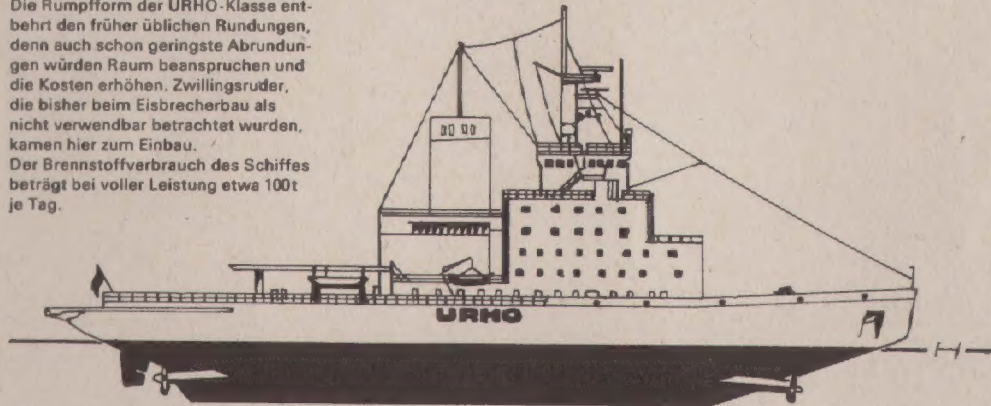 Die Rumpfform der URHO-Klasse ent-
behrt den früher üblichen Rundungen,
denn auch schon geringste Abrundun-
gen würden Raum beanspruchen und
die Kosten erhöhen. Zwillingsruder,
die bisher beim Eisbrecherbau als
nicht verwendbar betrachtet wurden,
kamen hier zum Einbau.
Der Brennstoffverbrauch des Schiffes
beträgt bei voller Leistung etwa 100t
je Tag.
URHO